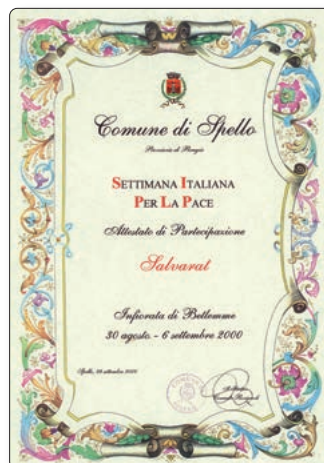 Comune di Spello
Provincia di Perugia
SETTIMANA ITALIANA
PER LA PACE
Attestato di Partecipazione
Salvarat
Infiorata di Betlemme
30 agosto - 6 settembre 2000